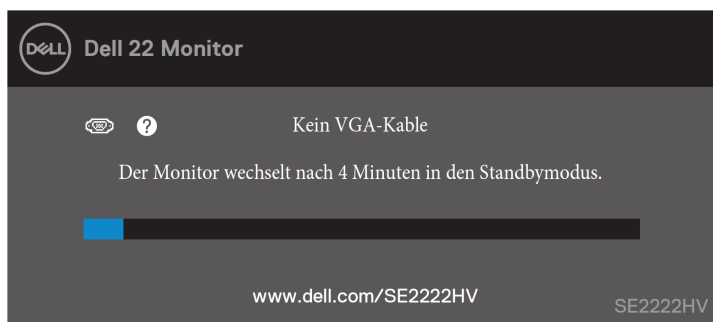 DELL Dell 22 Monitor
? Kein VGA-Kable
Der Monitor wechselt nach 4 Minuten in den Standbymodus.
www.dell.com/SE2222HV
SE2222HV